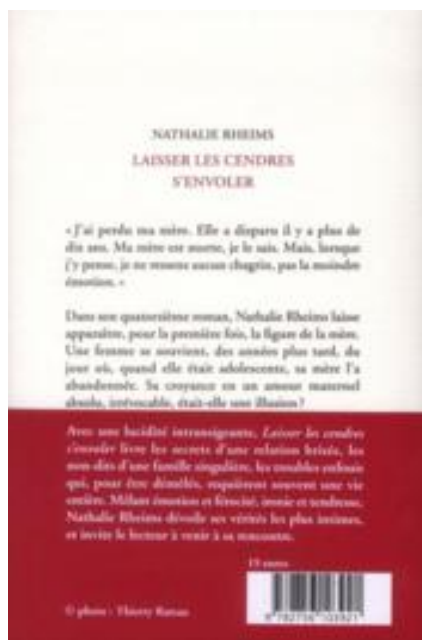 NATHALIE RHEIMS
LAISSER LES CENDRES
S'ENVOLER
« J'ai perdu ma mère. Elle a disparu il y a plus de
dix ans. Ma mère est morte, je le sais. Mais, lorsque
j'y pense, je ne ressens aucun chagrin, pas la moindre
émotion. »
Dans son quatorzième roman, Nathalie Rheims laisse
apparaître, pour la première fois, la figure de la mère.
Une femme se souvient, des années plus tard, du
jour où, quand elle était adolescente, sa mère l'a
abandonnée. Sa croyance en un amour maternel
absolu, irrévocable, était-elle une illusion ?
Avec une lucidité intransigeante, Laisser les cendres
s'envoler livre les secrets d'une relation brisée, les
non-dits d'une famille singulière, les troubles enfouis
qui, pour être démêlés, requièrent souvent une vie
entière. Mêlant émotion et férocité, ironie et tendresse,
Nathalie Rheims dévoile ses vérités les plus intimes,
et invite le lecteur à venir à sa rencontre.
19 euros
© photo - Thierry Rateau